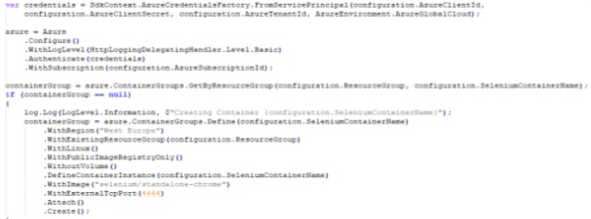 var credentials = SdkContext.AzureCredentialsFactory.FromServicePrincipal(configuration.AzureClientId,
configuration.AzureClientSecret, configuration.AzureTenantId, AzureEnvironment.AzureGlobalCloud);
azure = Azure
.Configure()
.WithLogLevel(HttpLoggingDelegatingHandler.Level.Basic)
.Authenticate(credentials)
.WithSubscription(configuration.AzureSubscriptionId);
containerGroup = azure.ContainerGroups.GetByResourceGroup(configuration.ResourceGroup, configuration.SeleniumContainerName);
if (containerGroup == null)
{
log.Log(LogLevel.Information, $"Creating Container {configuration.SeleniumContainerName}");
containerGroup = azure.ContainerGroups.Define(configuration.SeleniumContainerName)
.WithRegion("West Europe")
.WithExistingResourceGroup(configuration.ResourceGroup)
.WithLinux()
.WithPublicImageRegistryOnly()
.WithoutVolume()
.DefineContainerInstance(configuration.SeleniumContainerName)
.WithImage("selenium/standalone-chrome")
.WithExternalTcpPort(4444)
.Attach()
.Create();